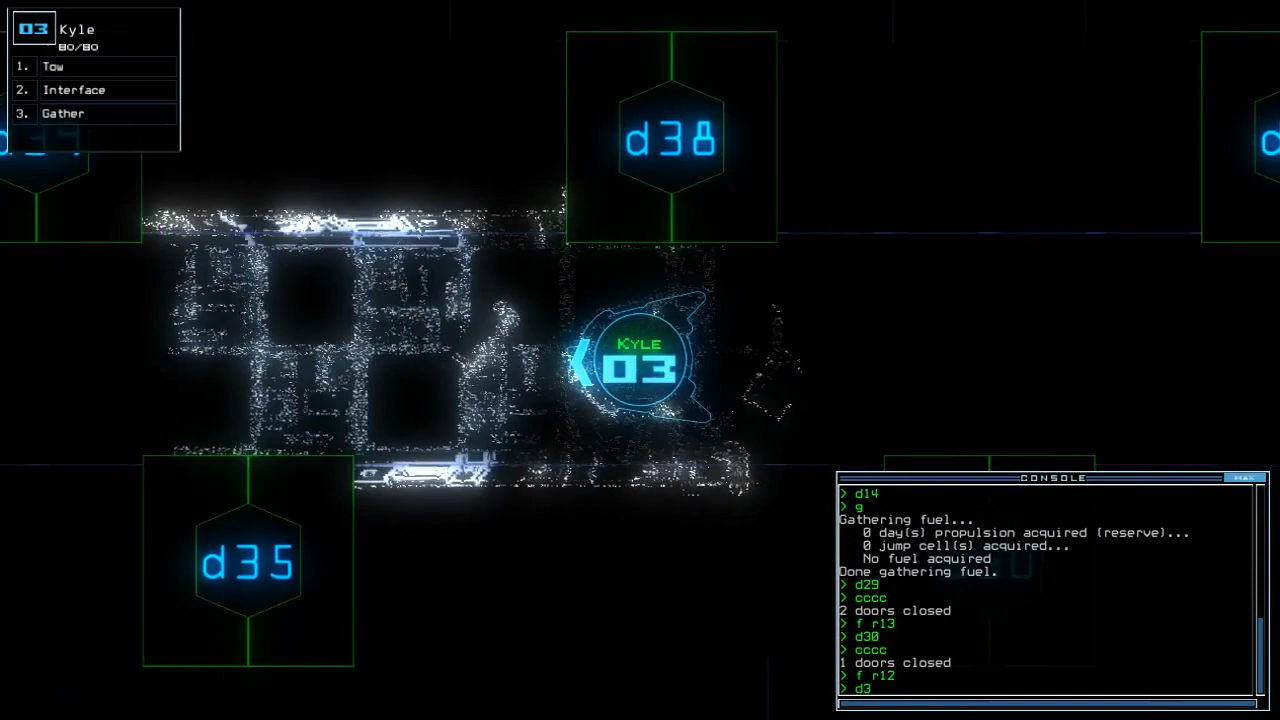 03 Kyle
80/80
1. Tow
2. Interface
3. Gather
d38
KYLE
03
d35
CONSOLE
MAX
> d14
> g
Gathering fuel...
0 day(s) propulsion acquired (reserve)...
0 jump cell(s) acquired...
No fuel acquired
Done gathering fuel.
> d29
> cccc
2 doors closed
> f r13
> d30
> cccc
1 doors closed
> f r12
> d3